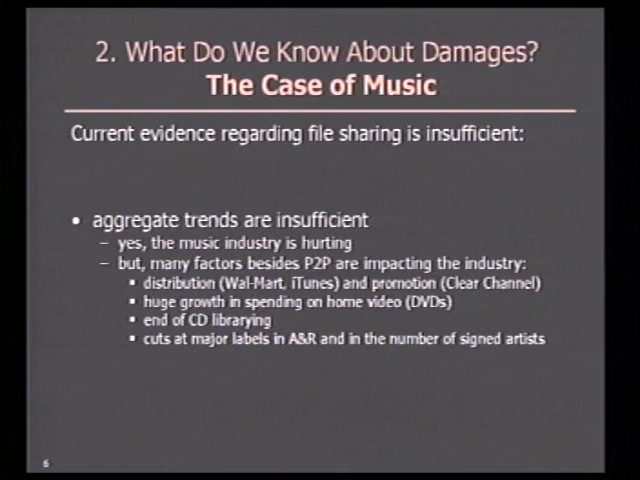 2. What Do We Know About Damages?
The Case of Music
Current evidence regarding file sharing is insufficient:
• aggregate trends are insufficient
– yes, the music industry is hurting
– but, many factors besides P2P are impacting the industry:
▪ distribution (Wal-Mart, iTunes) and promotion (Clear Channel)
▪ huge growth in spending on home video (DVDs)
▪ end of CD librarying
▪ cuts at major labels in A&R and in the number of signed artists
6